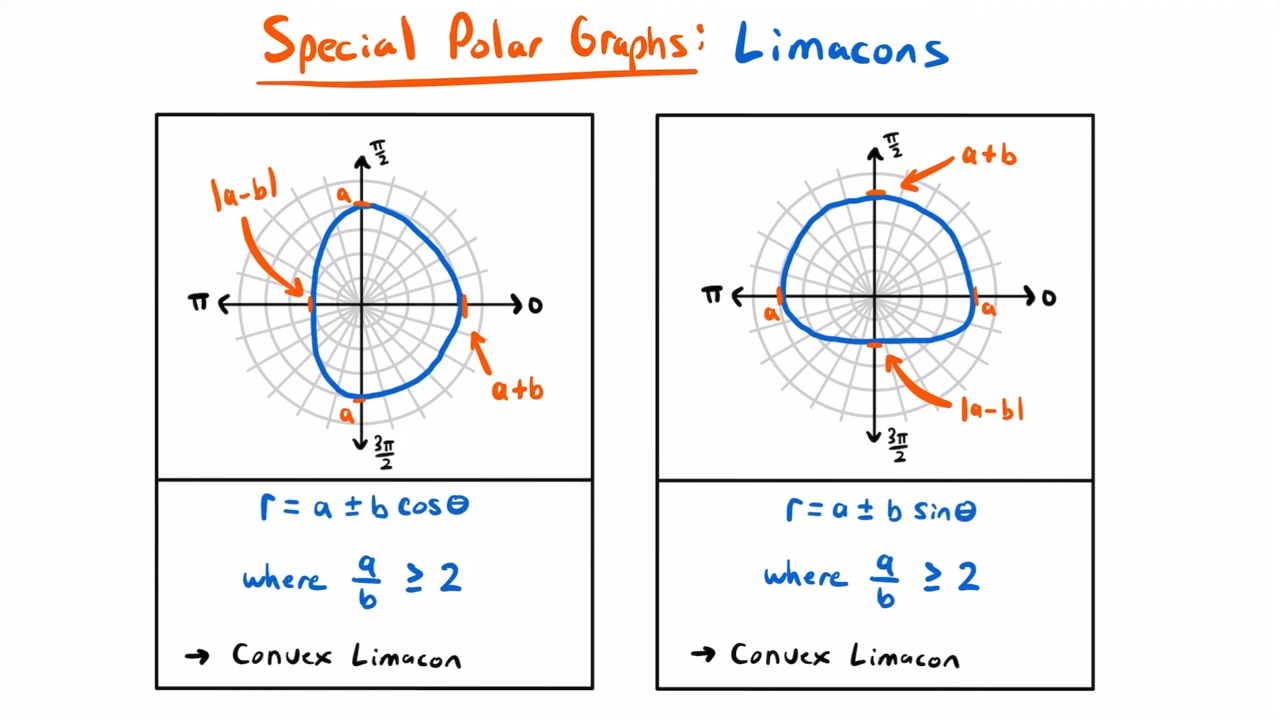 Special Polar Graphs: Limacons
π/2
|a-b|
a
π
0
a+b
a
3π/2
r = a ± b cosθ
where a/b ≥ 2
→ Convex Limacon
π/2
a+b
π
0
a
a
|a-b|
3π/2
r = a ± b sinθ
where a/b ≥ 2
→ Convex Limacon